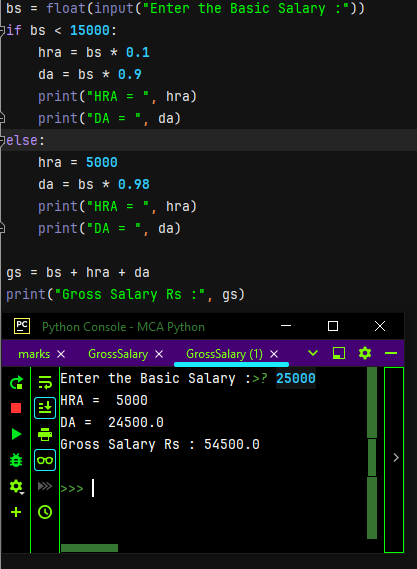 bs = float(input("Enter the Basic Salary :"))
if bs < 15000:
    hra = bs * 0.1
    da = bs * 0.9
    print("HRA = ", hra)
    print("DA = ", da)
else:
    hra = 5000
    da = bs * 0.98
    print("HRA = ", hra)
    print("DA = ", da)
gs = bs + hra + da
print("Gross Salary Rs :", gs)
PC Python Console - MCA Python
marks GrossSalary GrossSalary (1)
Enter the Basic Salary :>? 25000
HRA =  5000
DA =  24500.0
Gross Salary Rs : 54500.0
>>>